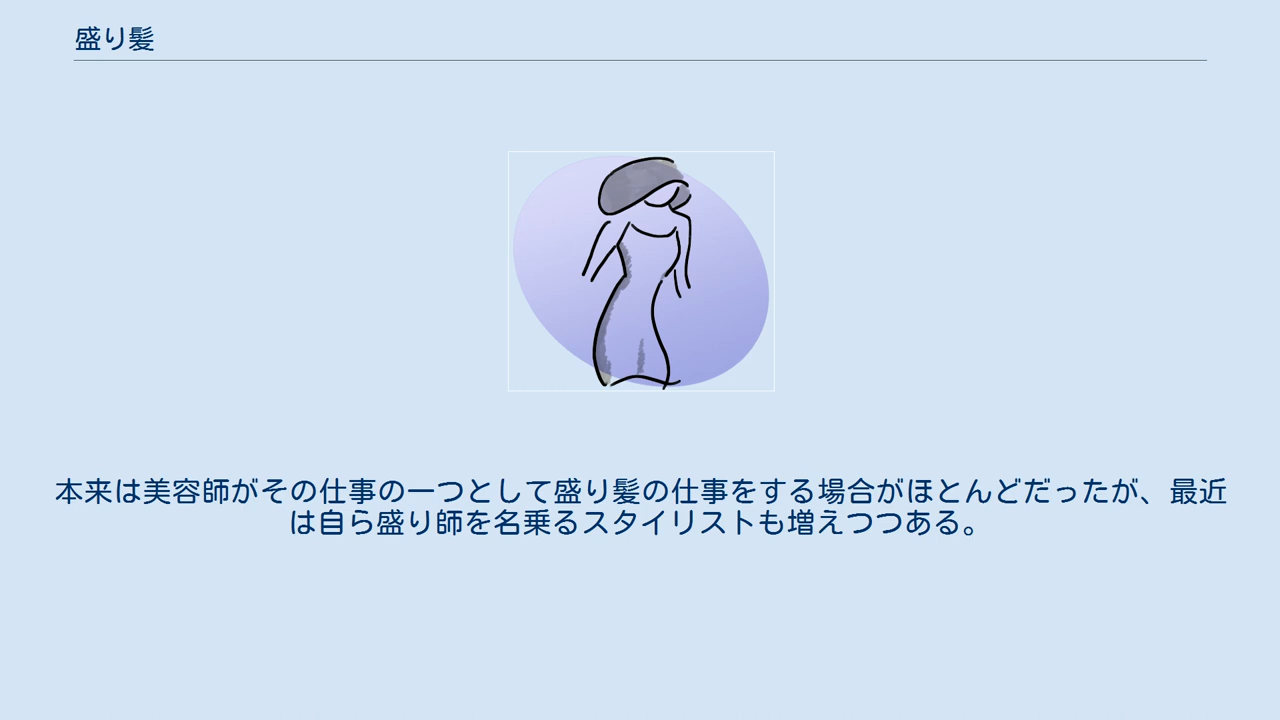 盛り髪
本来は美容師がその仕事の一つとして盛り髪の仕事をする場合がほとんどだったが、最近
は自ら盛り師を名乗るスタイリストも増えつつある。